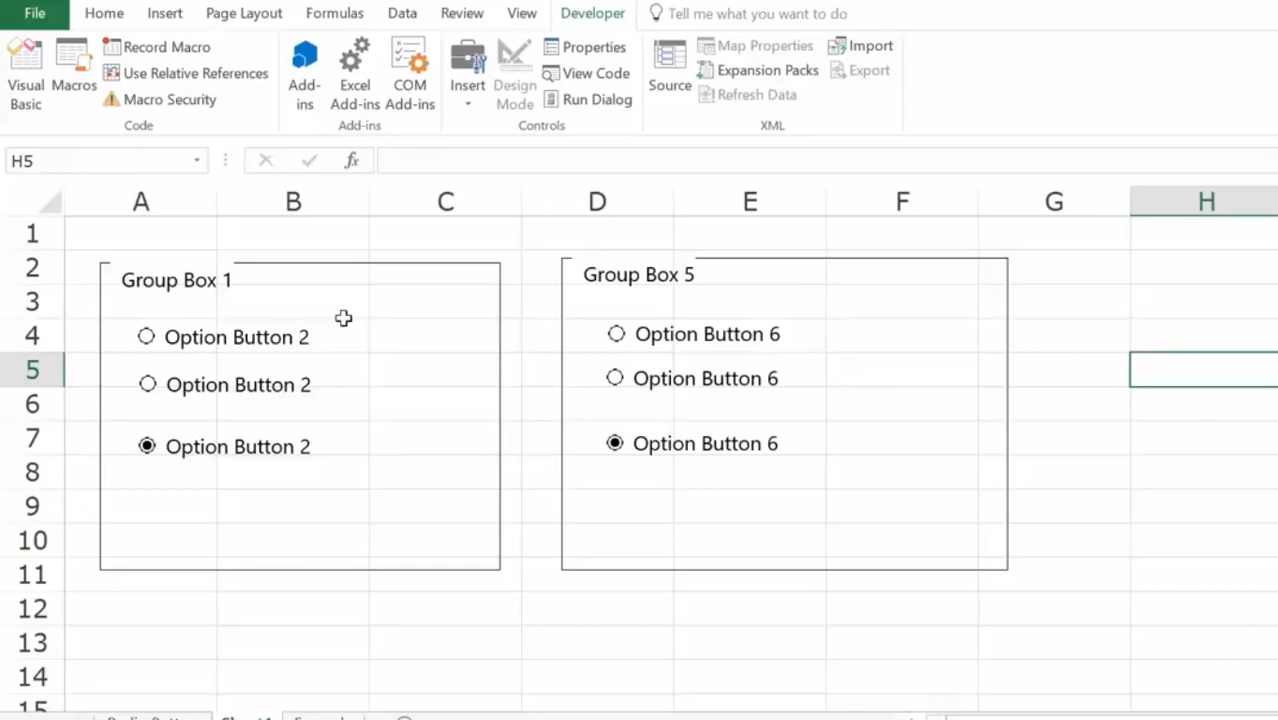 File Home Insert Page Layout Formulas Data Review View Developer Tell me what you want to do
Visual Basic
Macros
Record Macro
Use Relative References
Macro Security
Code
Add-ins
Excel Add-ins
COM Add-ins
Add-ins
Insert
Design Mode
Properties
View Code
Run Dialog
Controls
Source
Map Properties
Expansion Packs
Refresh Data
Import
Export
XML
H5
fx
A B C D E F G H
1
2
3
4
5
6
7
8
9
10
11
12
13
14
15
Group Box 1
Option Button 2
Option Button 2
Option Button 2
Group Box 5
Option Button 6
Option Button 6
Option Button 6